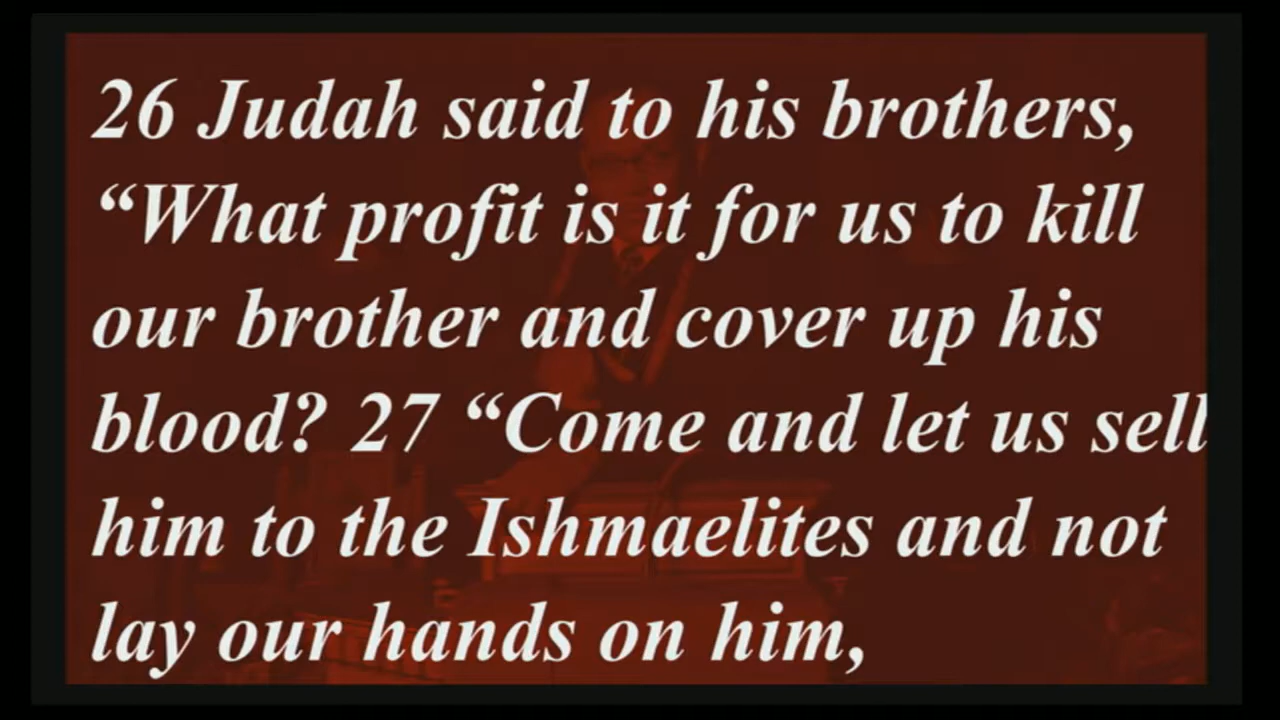 26 Judah said to his brothers,
“What profit is it for us to kill
our brother and cover up his
blood? 27 “Come and let us sell
him to the Ishmaelites and not
lay our hands on him,